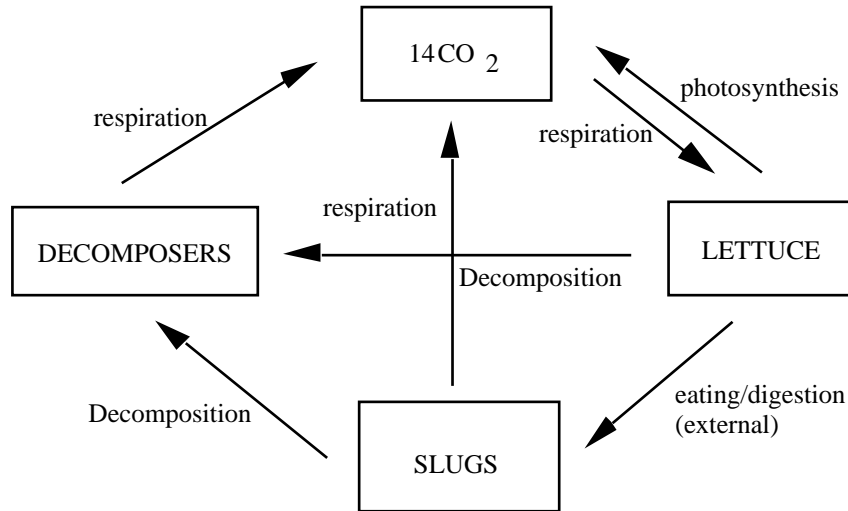 14CO 2
photosynthesis
respiration
respiration
respiration
DECOMPOSERS
LETTUCE
Decomposition
Decomposition
eating/digestion
(external)
SLUGS